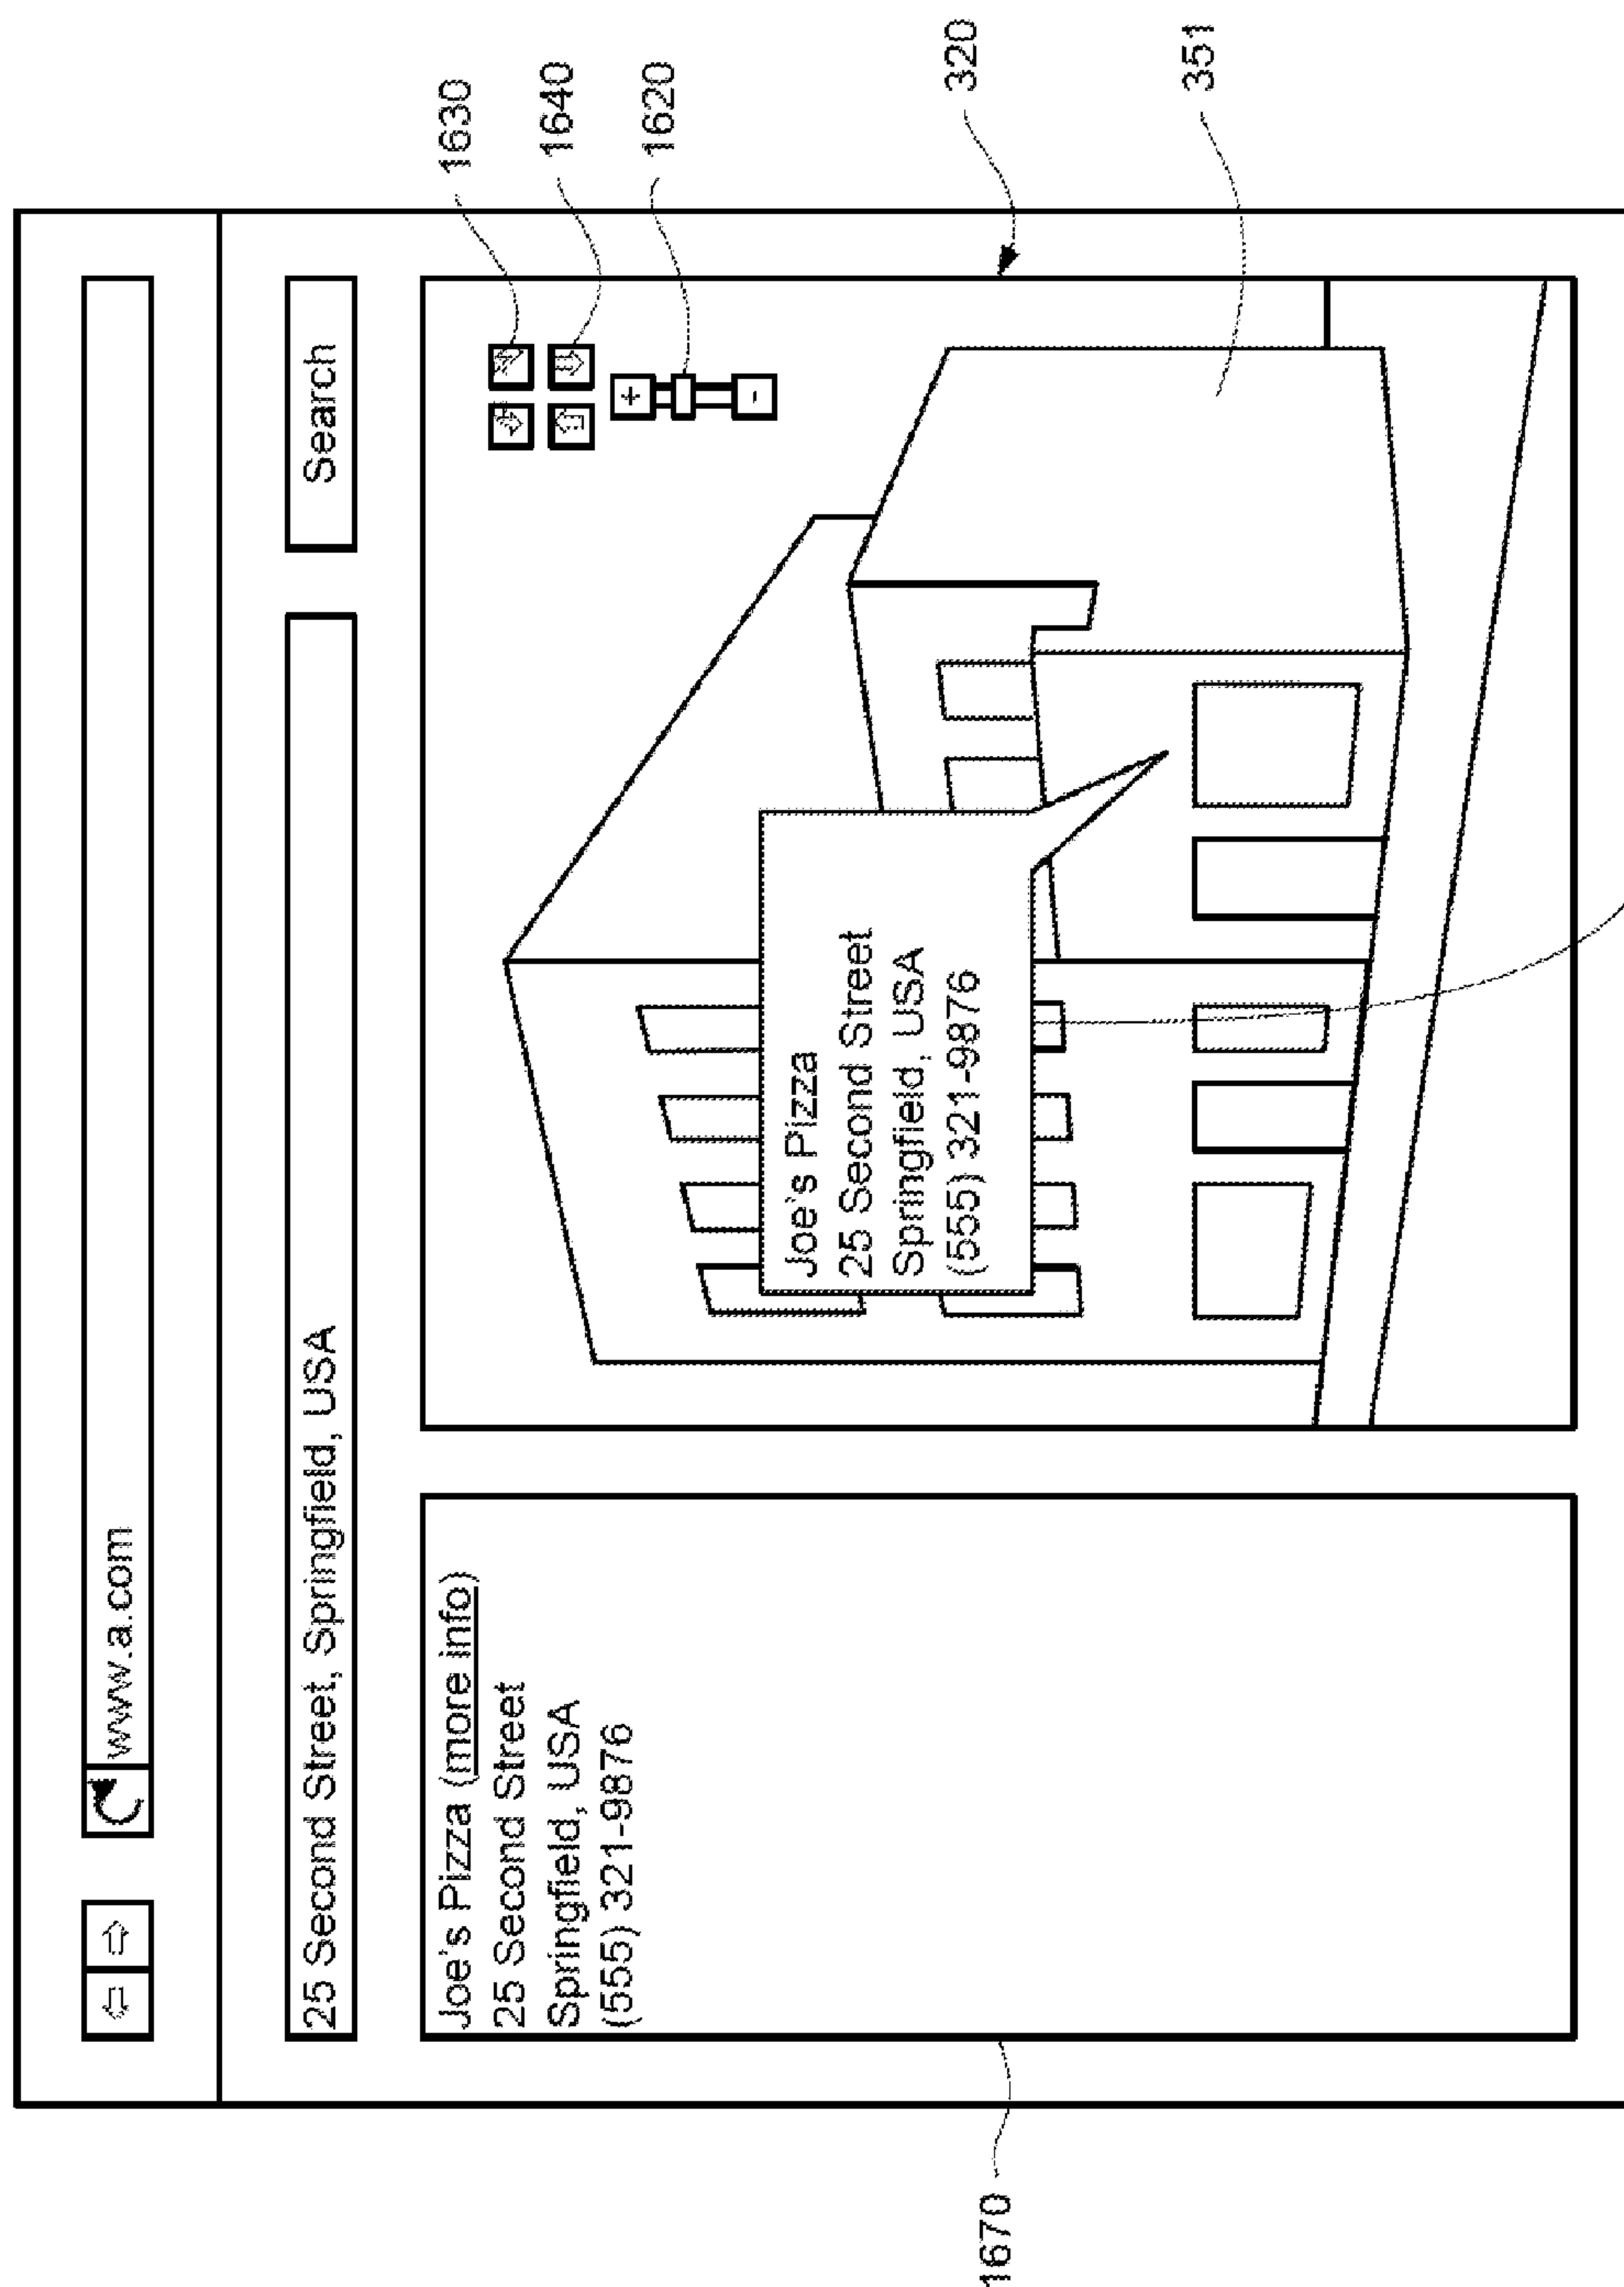 www.a.com
25 Second Street, Springfield, USA
Search
Joe's Pizza (more info)
25 Second Street
Springfield, USA
(555) 321-9876
Joe's Pizza
25 Second Street
Springfield, USA
(555) 321-9876
+
-
1630
1640
1620
320
351
1670